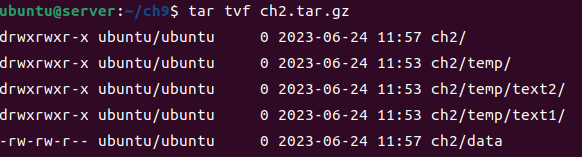 ubuntu@server:~/ch9$ tar tvf ch2.tar.gz
drwxrwxr-x ubuntu/ubuntu     0 2023-06-24 11:57 ch2/
drwxrwxr-x ubuntu/ubuntu     0 2023-06-24 11:53 ch2/temp/
drwxrwxr-x ubuntu/ubuntu     0 2023-06-24 11:53 ch2/temp/text2/
drwxrwxr-x ubuntu/ubuntu     0 2023-06-24 11:53 ch2/temp/text1/
-rw-rw-r-- ubuntu/ubuntu     0 2023-06-24 11:57 ch2/data